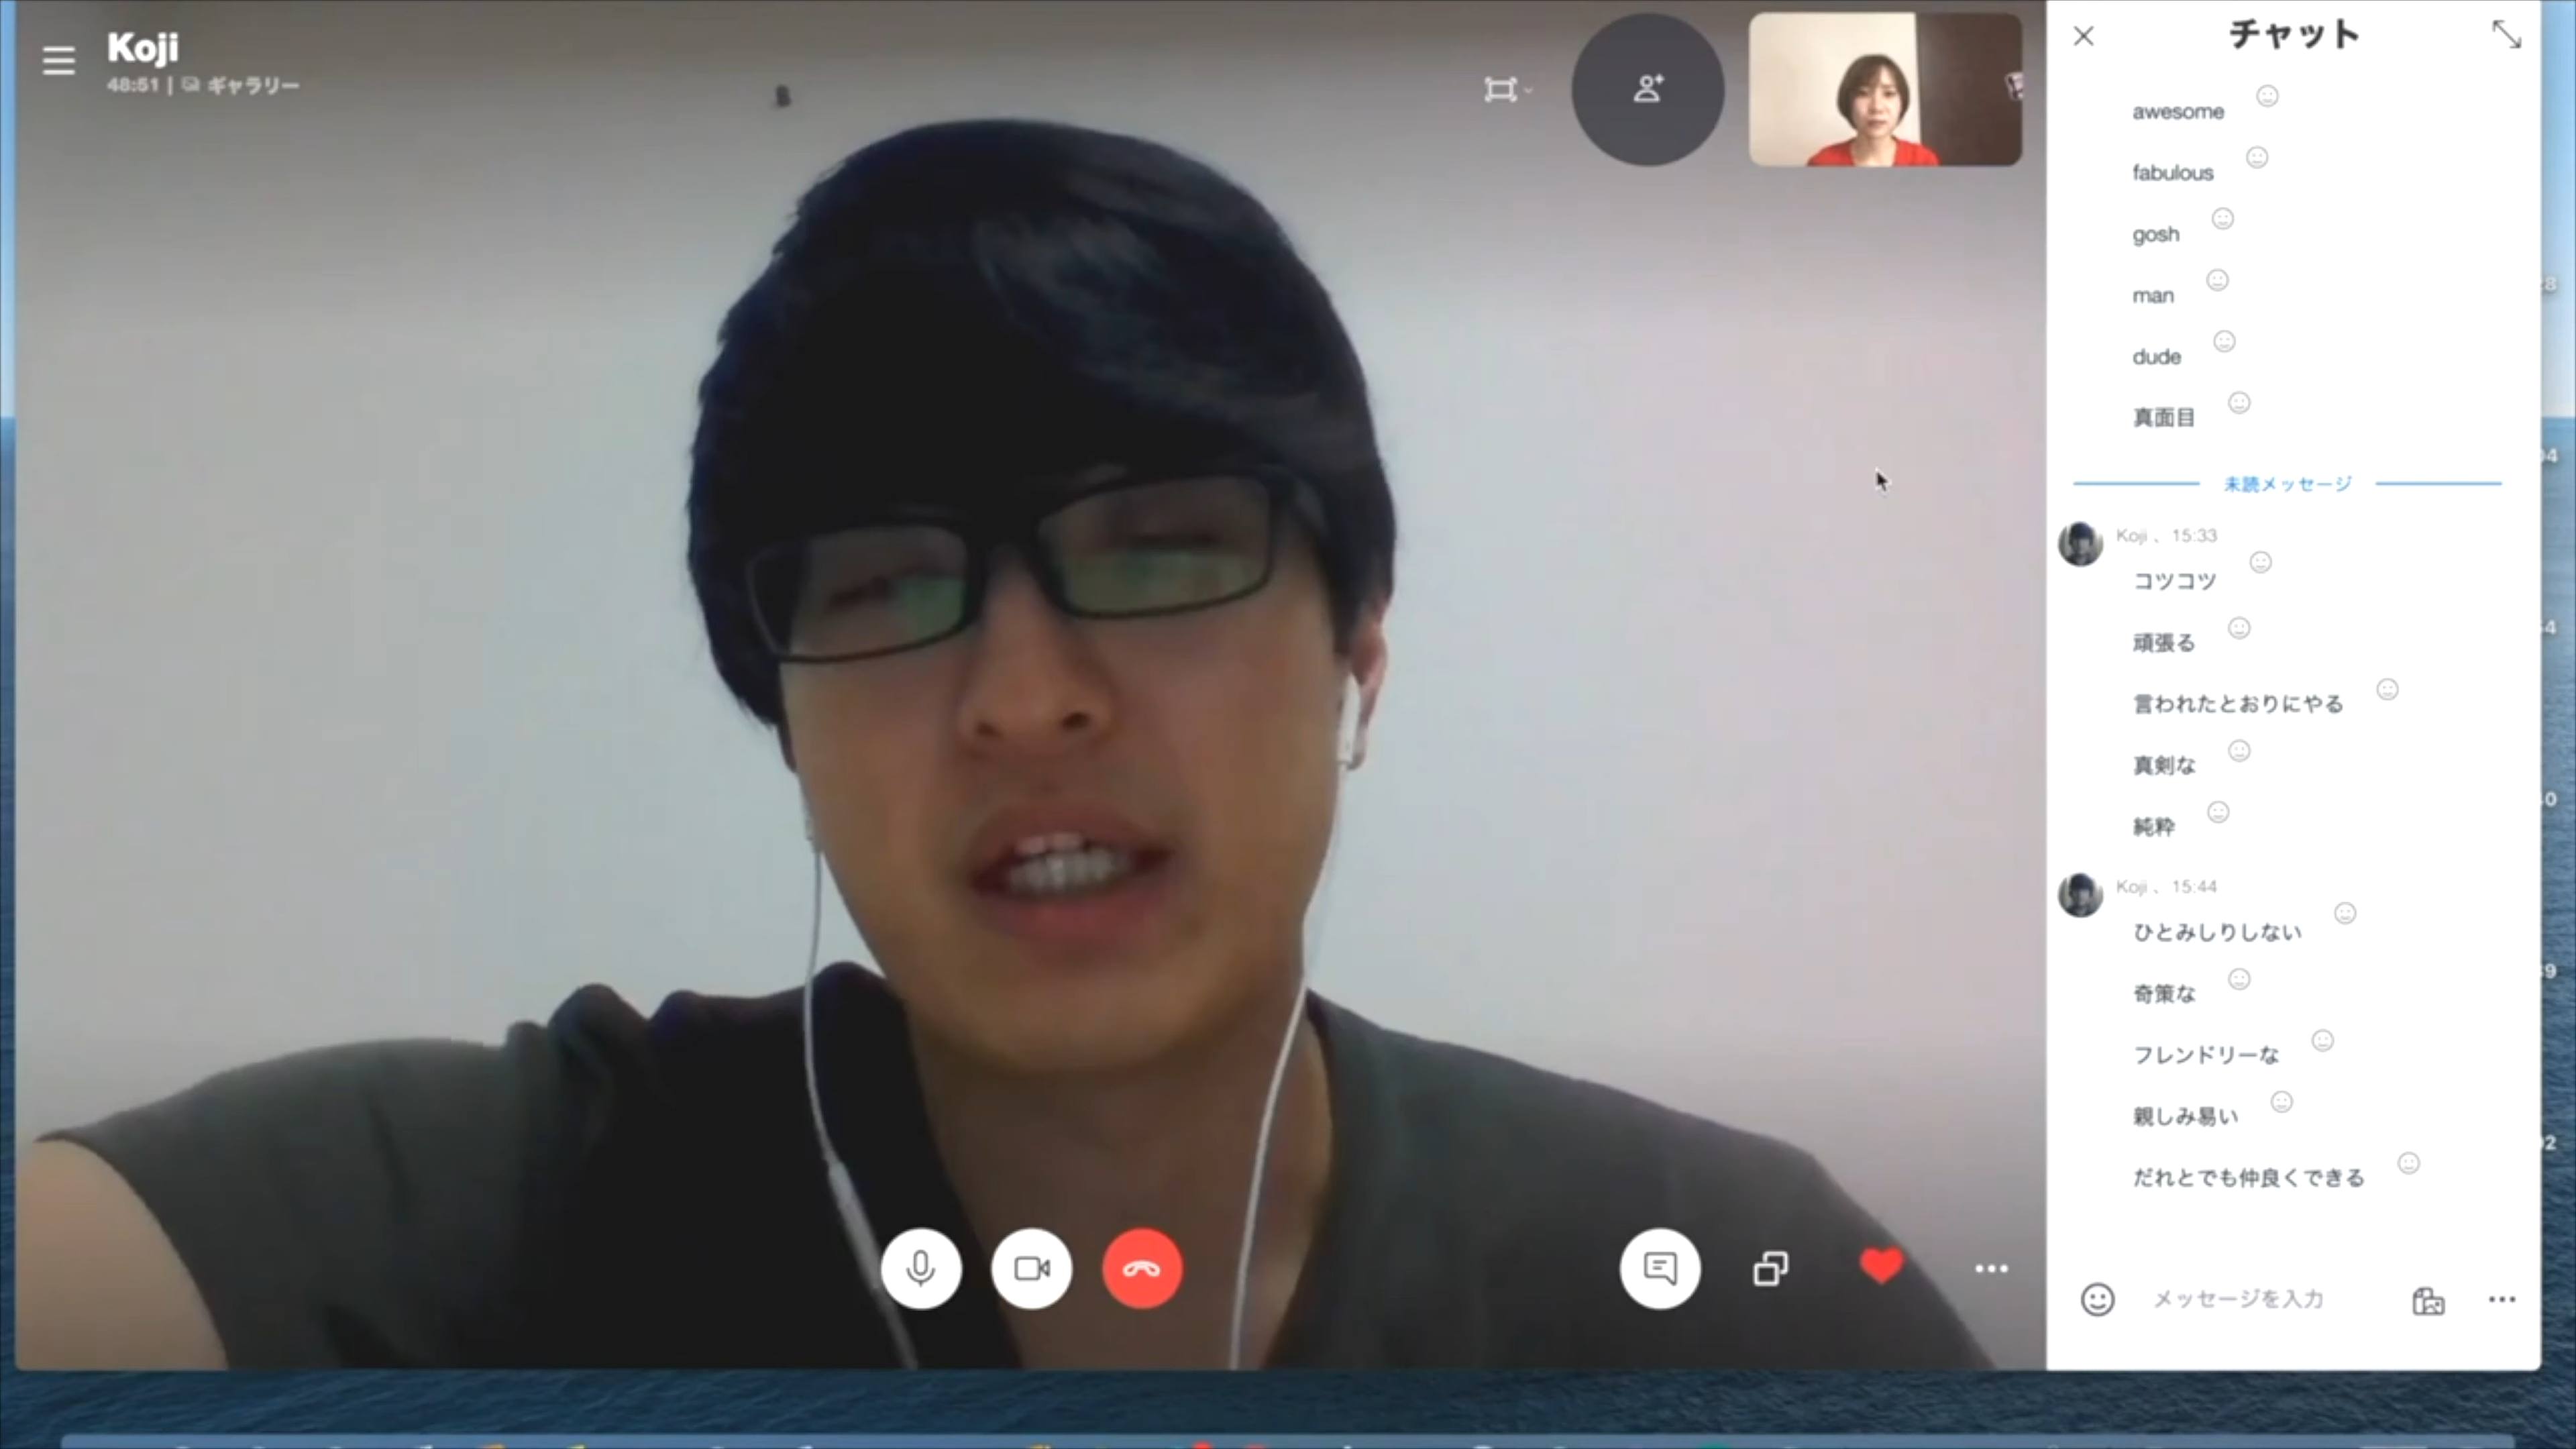 Koji
48:51 | ギャラリー
チャット
awesome
fabulous
gosh
man
dude
真面目
未読メッセージ
Koji 、15:33
コツコツ
頑張る
言われたとおりにやる
真剣な
純粋
Koji 、15:44
ひとみしりしない
奇策な
フレンドリーな
親しみ易い
だれとでも仲良くできる
メッセージを入力